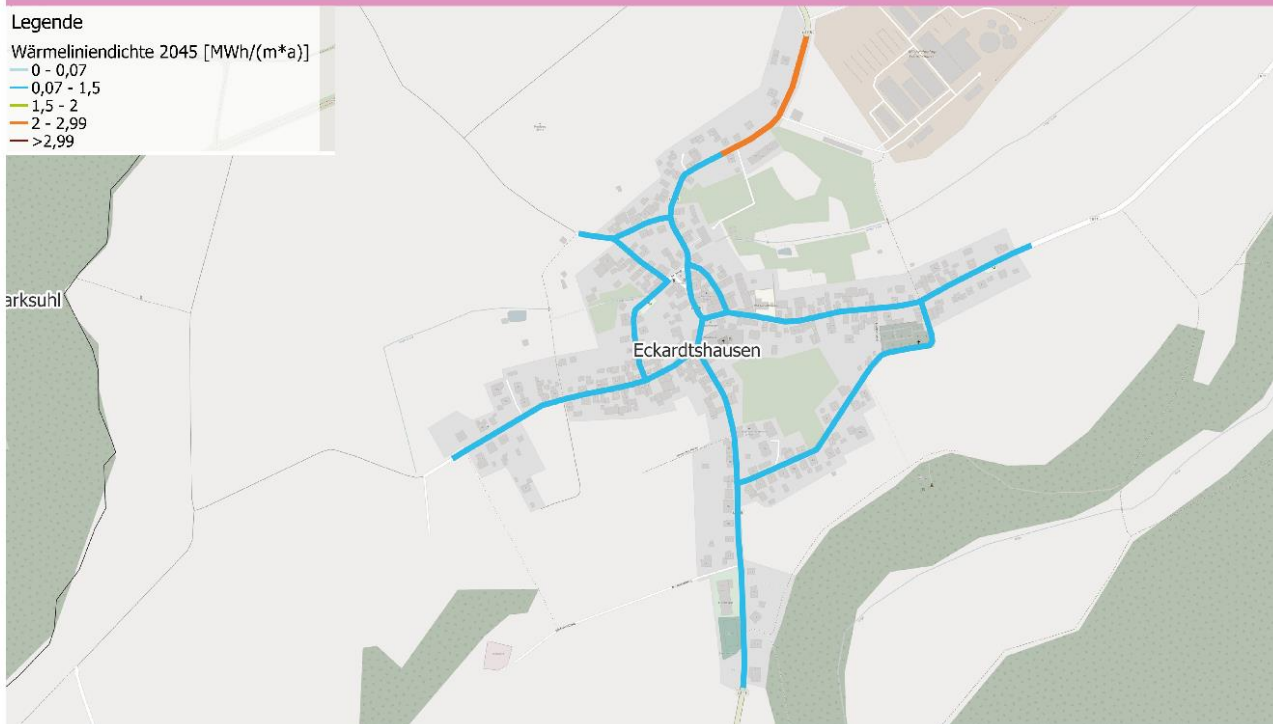 Legende
Wärmeliniendichte 2045 [MWh/(m*a)]
0 - 0,07
0,07 - 1,5
1,5 - 2
2 - 2,99
>2,99
arksuhl
Eckardtshausen